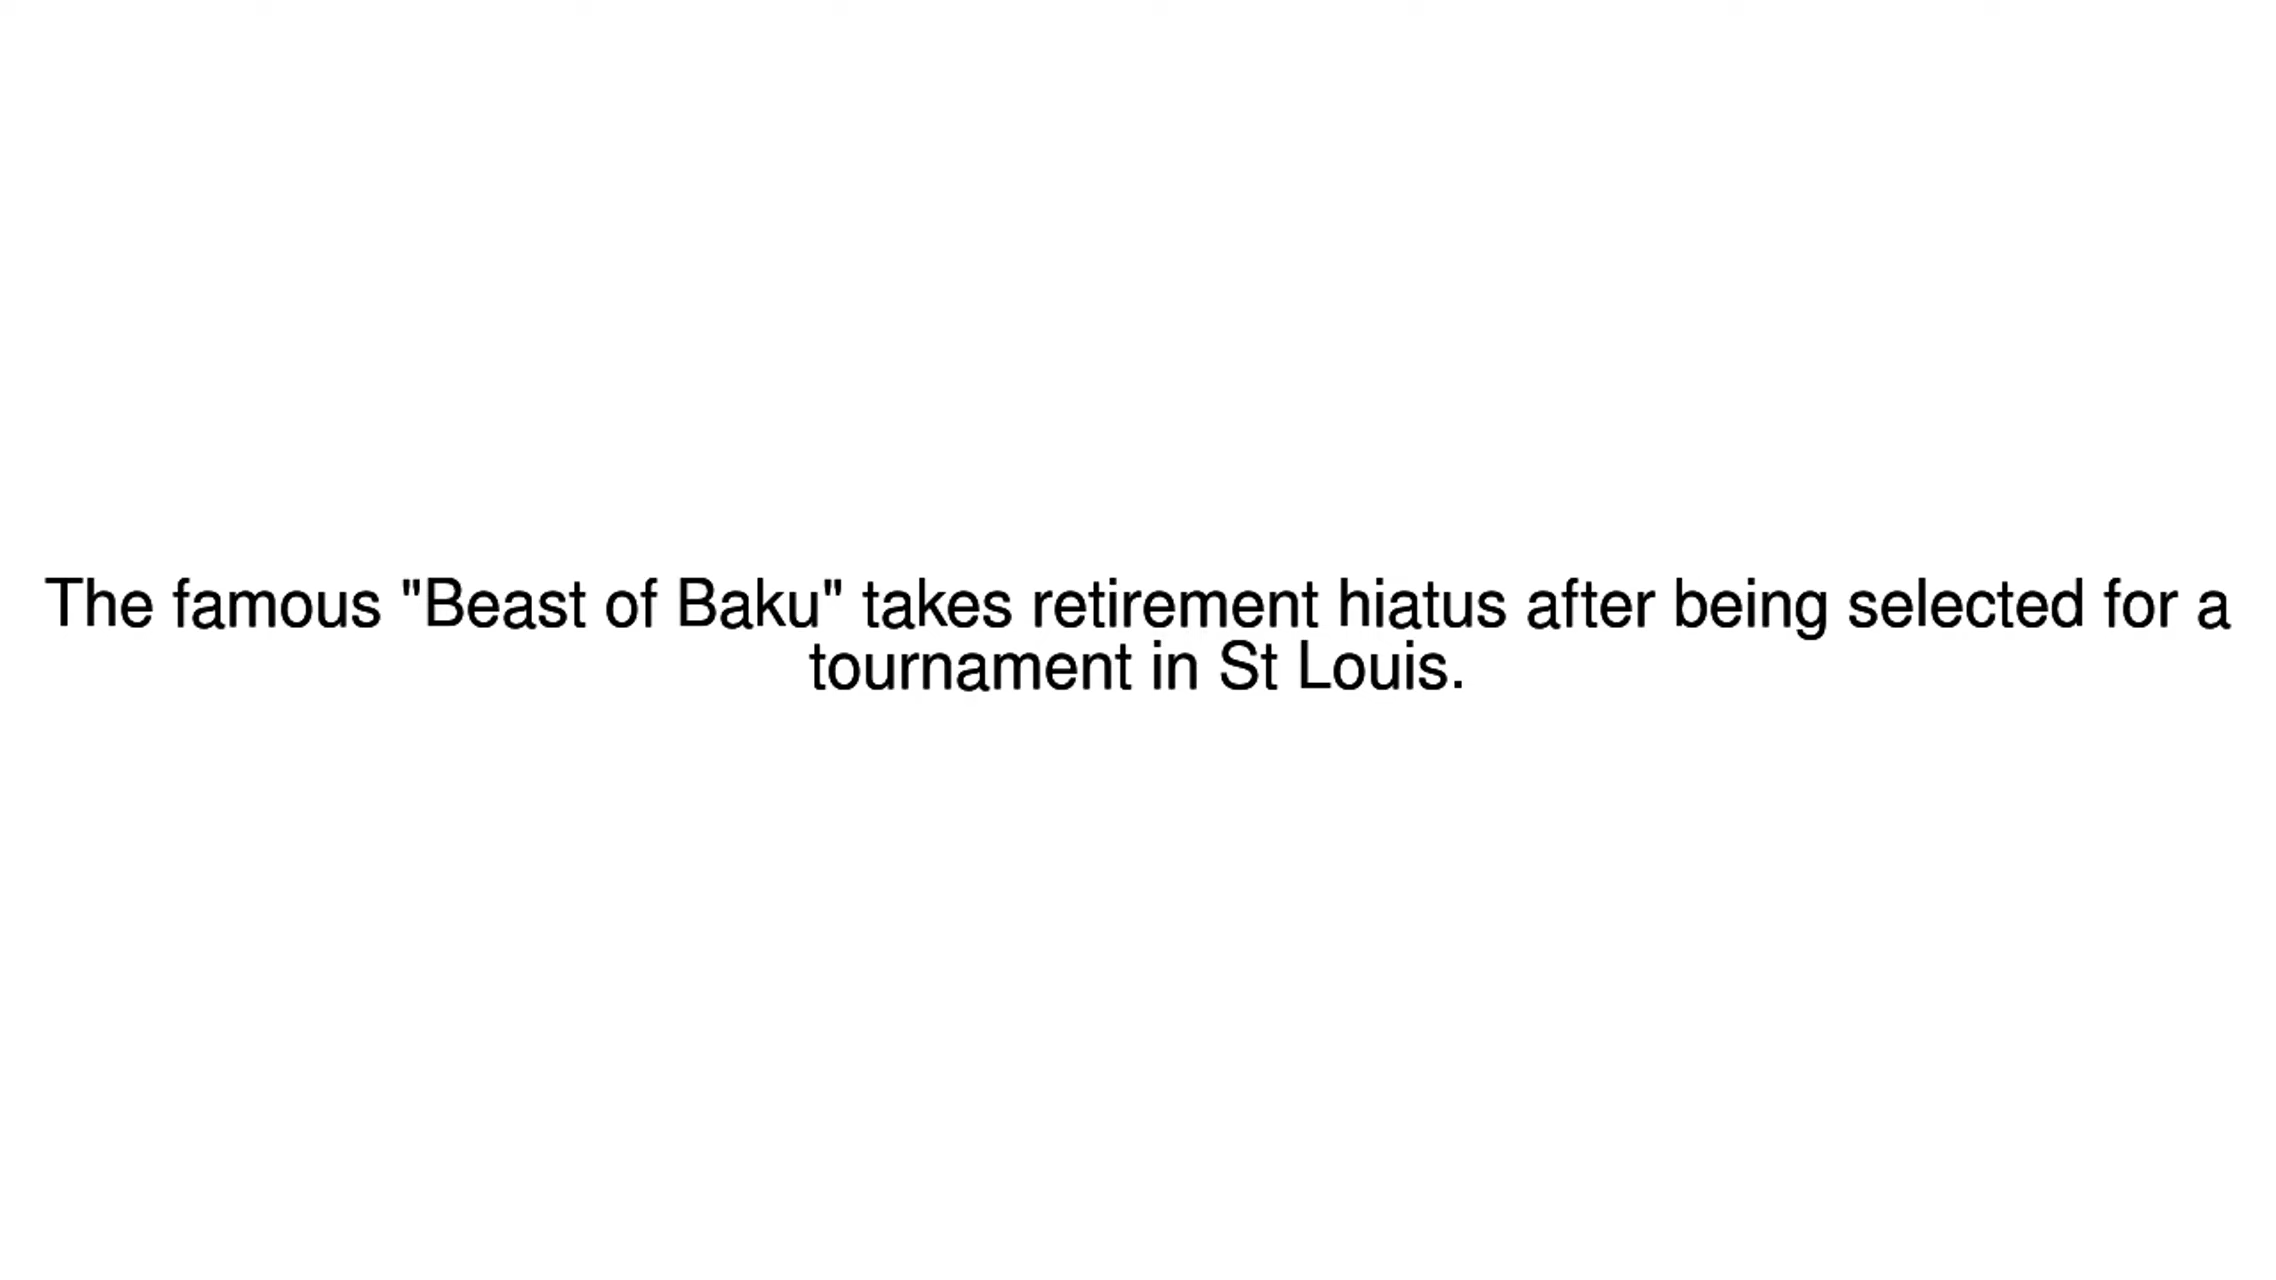 The famous "Beast of Baku" takes retirement hiatus after being selected for a
tournament in St Louis.